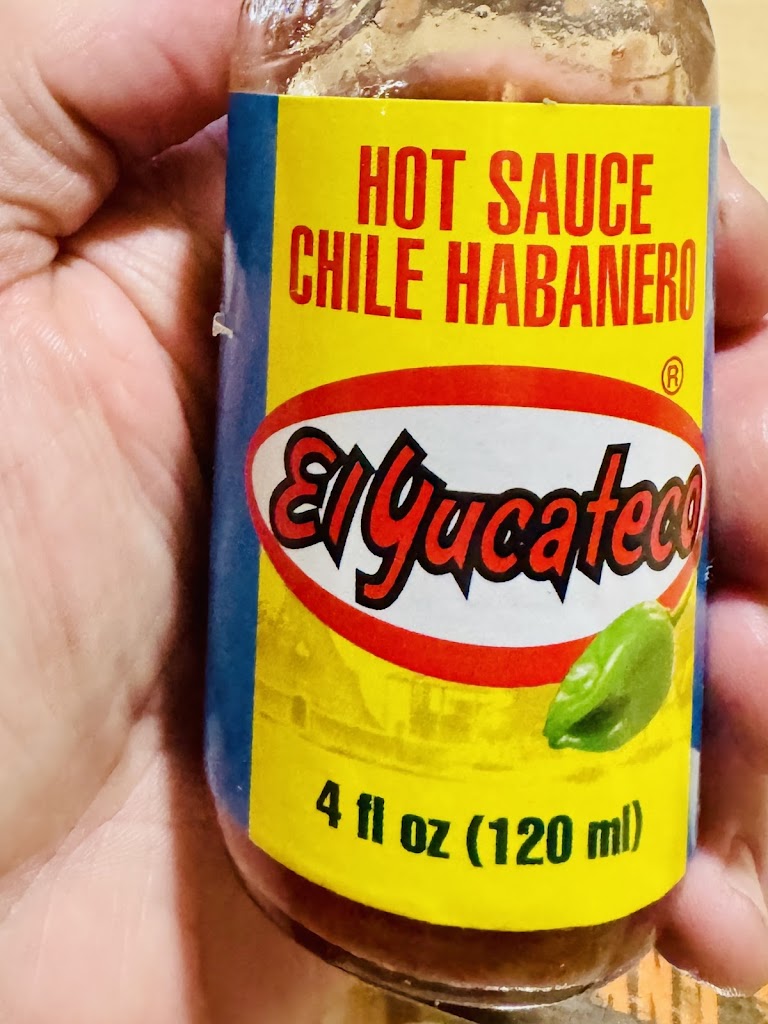 HOT SAUCE
CHILE HABANERO
®
El Yucateco
4 fl oz (120 ml)